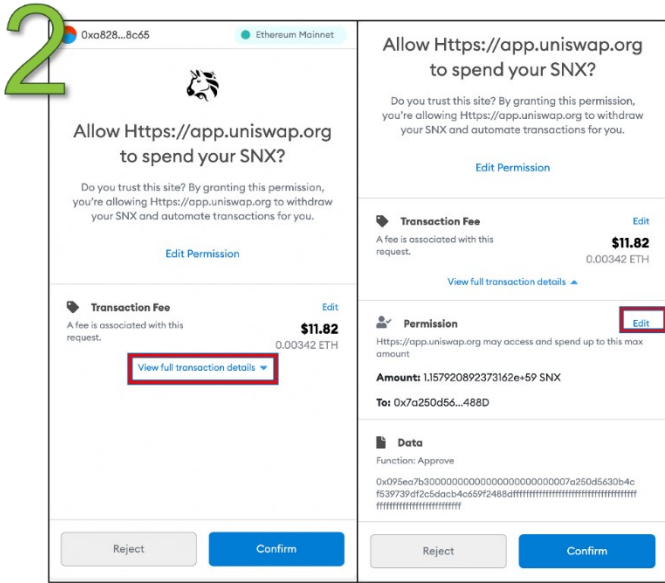 2
0xa828...8c65
Ethereum Mainnet
Allow Https://app.uniswap.org
to spend your SNX?
Do you trust this site? By granting this permission,
you're allowing Https://app.uniswap.org to withdraw
your SNX and automate transactions for you.
Edit Permission
Transaction Fee
Edit
A fee is associated with this
request.
$11.82
0.00342 ETH
View full transaction details
Reject
Confirm
Allow Https://app.uniswap.org
to spend your SNX?
Do you trust this site? By granting this permission,
you're allowing Https://app.uniswap.org to withdraw
your SNX and automate transactions for you.
Edit Permission
Transaction Fee
Edit
A fee is associated with this
request.
$11.82
0.00342 ETH
View full transaction details
Permission
Edit
Https://app.uniswap.org may access and spend up to this max
amount
Amount: 1.157920892373162e+59 SNX
To: 0x7a250d56...488D
Data
Function: Approve
Reject
Confirm